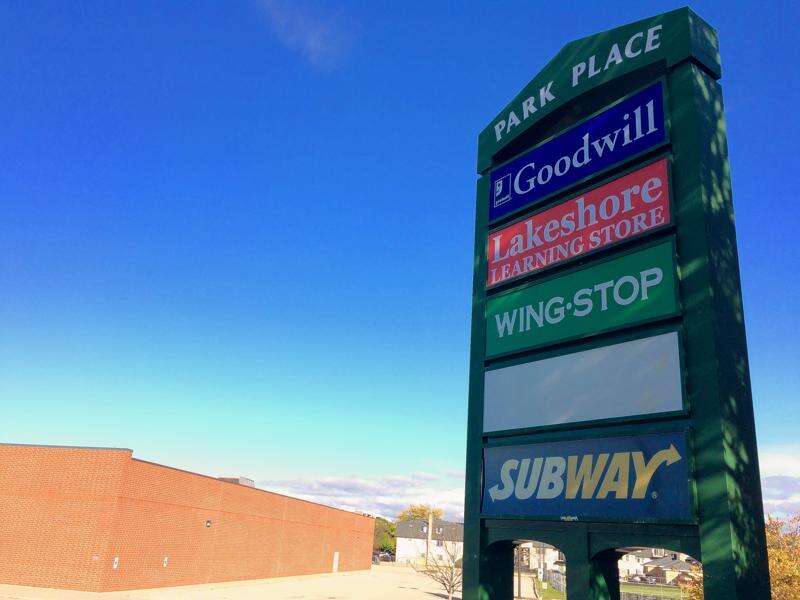 PARK PLACE
Goodwill
Lakeshore
LEARNING STORE
WING·STOP
SUBWAY®